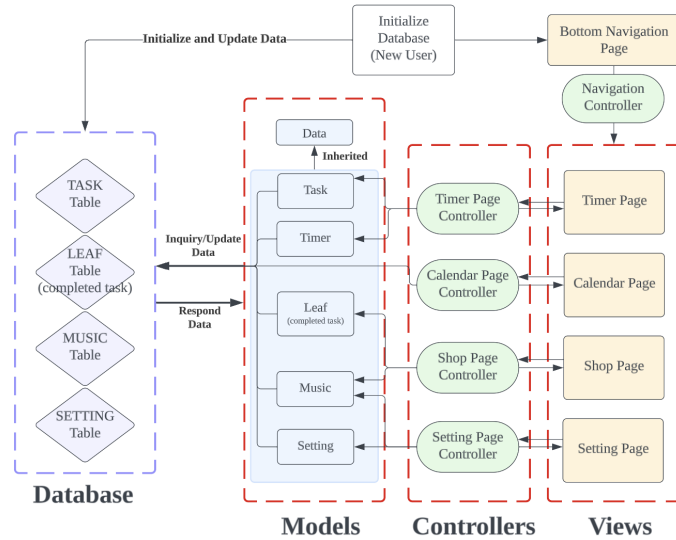 Initialize
Database
(New User)
Initialize and Update Data
Bottom Navigation
Page
Navigation
Controller
Data
Inherited
TASK
Table
LEAF
Table
(completed task)
MUSIC
Table
SETTING
Table
Database
Inquiry/Update
Data
Respond
Data
Task
Timer
Leaf
(completed task)
Music
Setting
Models
Timer Page
Controller
Calendar Page
Controller
Shop Page
Controller
Setting Page
Controller
Controllers
Timer Page
Calendar Page
Shop Page
Setting Page
Views